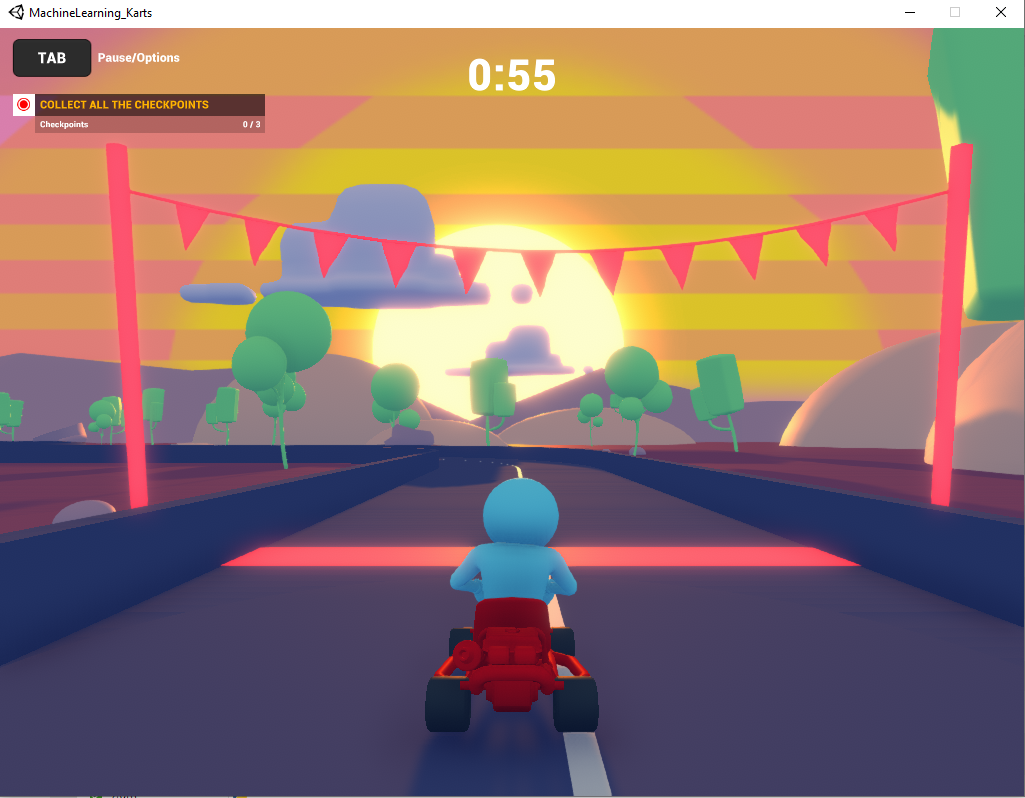 MachineLearning_Karts
TAB Pause/Options
0:55
COLLECT ALL THE CHECKPOINTS
Checkpoints 0 / 3